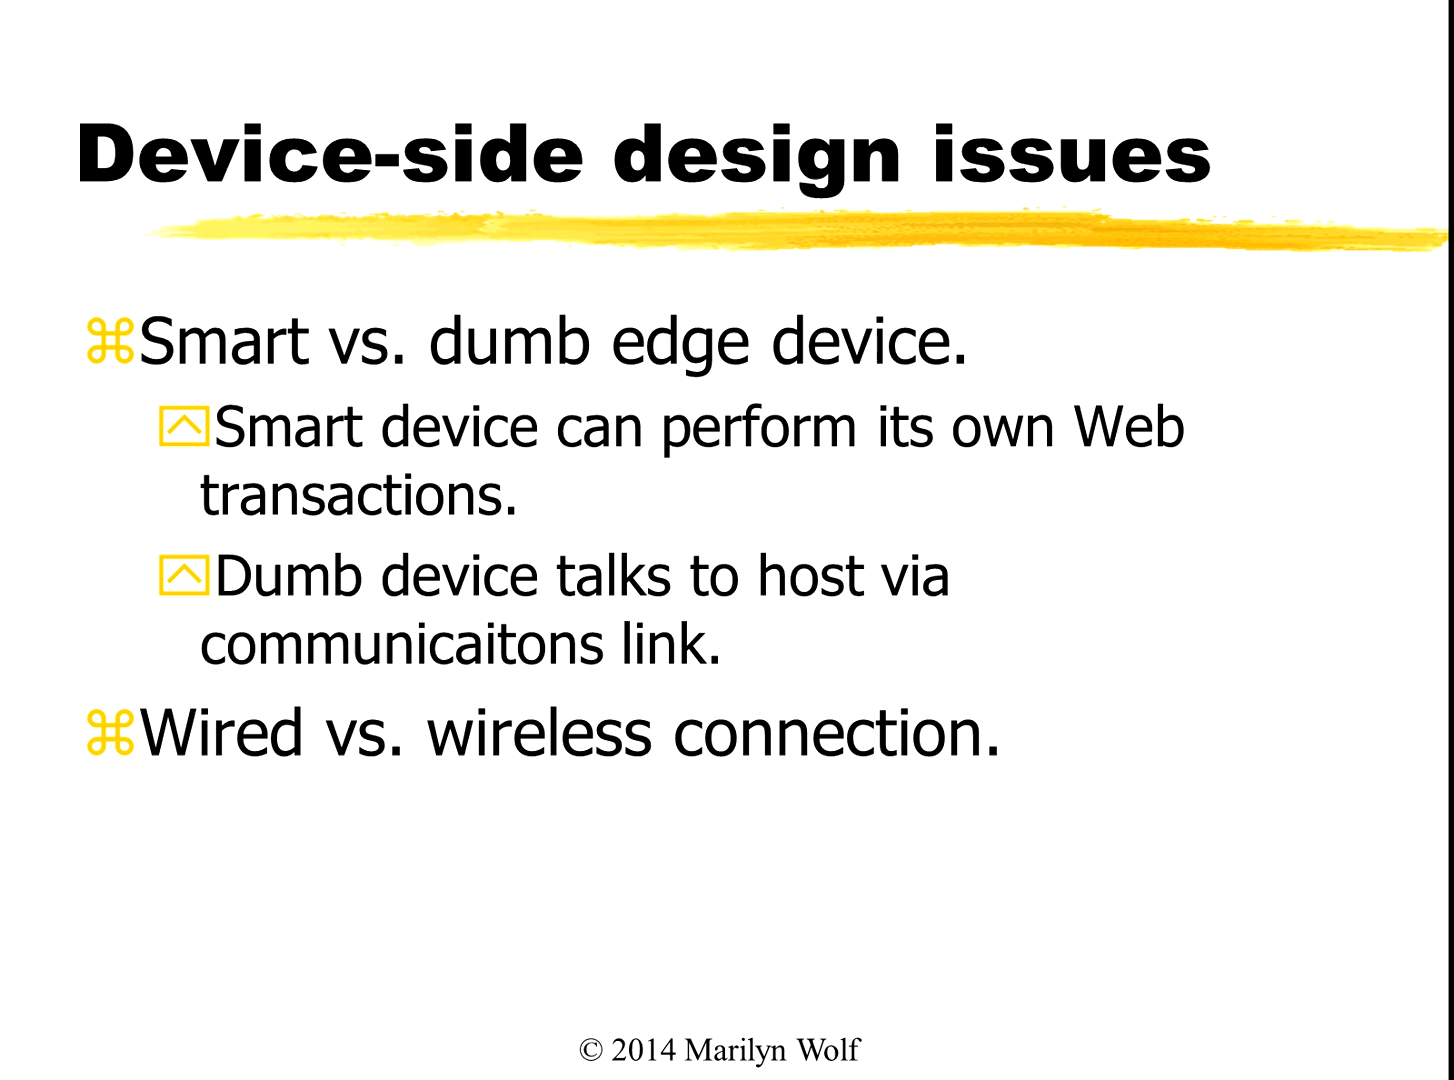 Device-side design issues
⌘Smart vs. dumb edge device.
Smart device can perform its own Web
transactions.
Dumb device talks to host via
communicaitons link.
⌘Wired vs. wireless connection.
© 2014 Marilyn Wolf